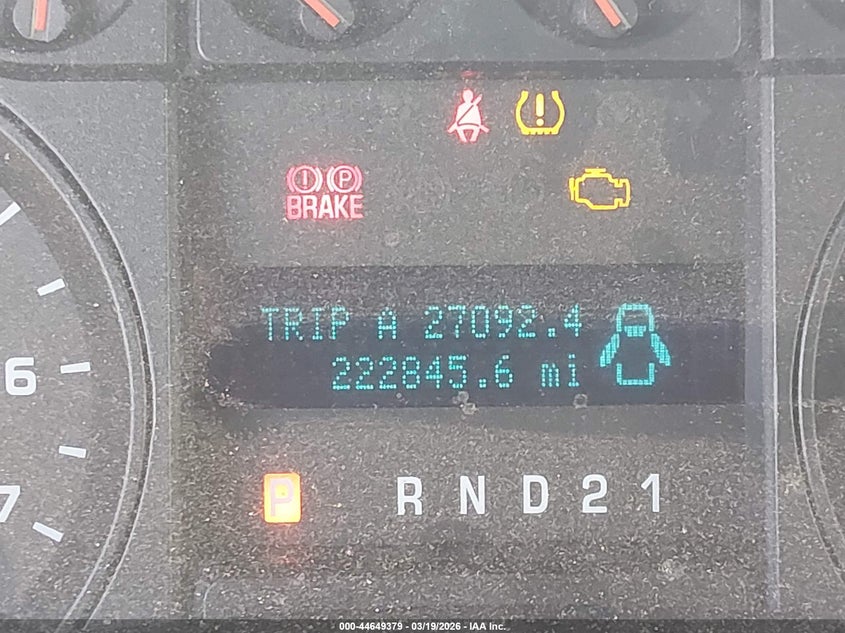 ! P
BRAKE
!
TRIP A 27092.4
222845.6 mi
6
7
P R N D 2 1
000-44649379 - 03/19/2026 - IAA Inc.